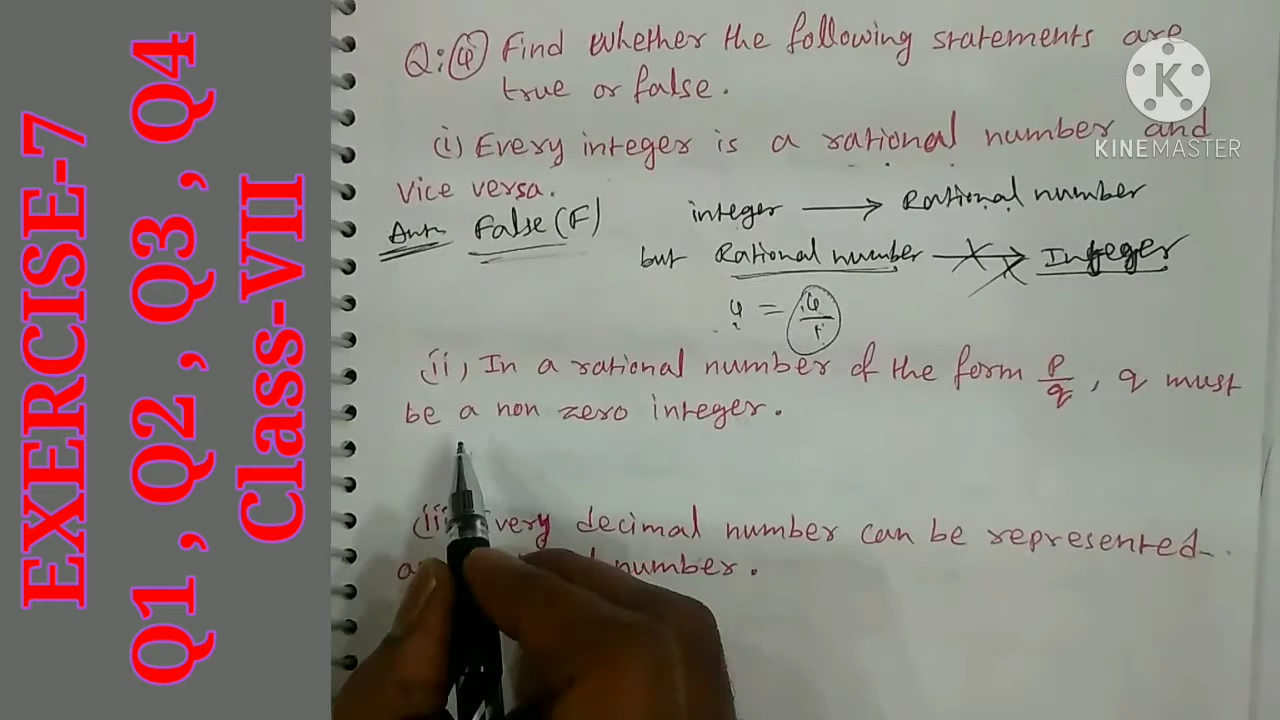 EXERCISE-7
Q1 , Q2 , Q3 , Q4
Class-VII
K
KINEMASTER
Q:④ Find whether the following statements are
true or false.
(i) Every integer is a rational number and
vice versa.
Ans False (F)
integer ⟶ Rational number
but Rational number ⟶ Integer
4 = 4/1
(ii) In a rational number of the form p/q, q must
be a non zero integer.
(iii) Every decimal number can be represented
number.